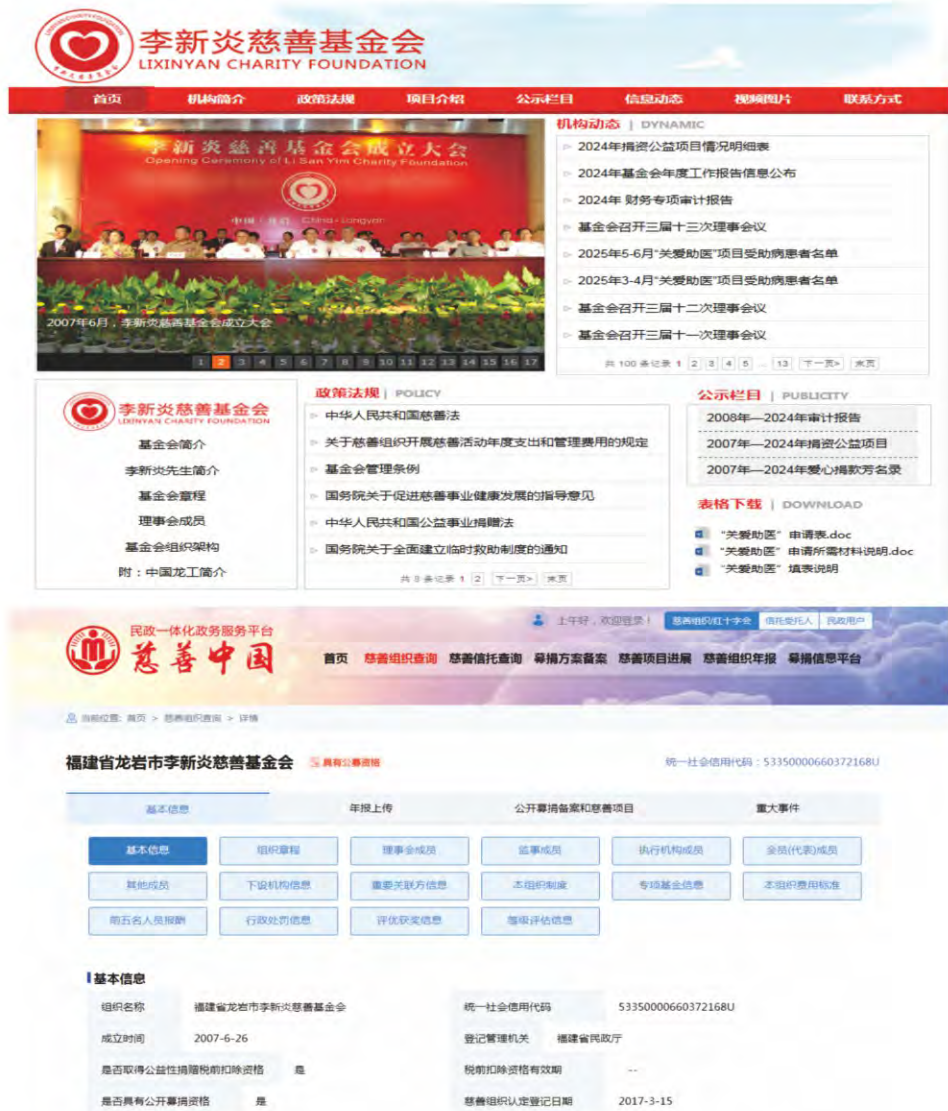 李新炎慈善基金会
LIXINYAN CHARITY FOUNDATION
首页 机构简介 政策法规 项目介绍 公示栏目 信息动态 视频图片 联系方式
李新炎慈善基金会成立大会
Opening Ceremony of Li San Yim Charity Foundation
中国·龙岩 China·Longyan
2007年6月，李新炎慈善基金会成立大会
1 2 3 4 5 6 7 8 9 10 11 12 13 14 15 16 17
机构动态 | DYNAMIC
2024年捐资公益项目情况明细表
2024年基金会年度工作报告信息公布
2024年 财务专项审计报告
基金会召开三届十三次理事会议
2025年5-6月“关爱助医”项目受助病患者名单
2025年3-4月“关爱助医”项目受助病患者名单
基金会召开三届十二次理事会议
基金会召开三届十一次理事会议
共 100 条记录 1 2 3 4 5 ... 13 下一页> 末页
李新炎慈善基金会
LIXINYAN CHARITY FOUNDATION
基金会简介
李新炎先生简介
基金会章程
理事会成员
基金会组织架构
附：中国龙工简介
政策法规 | POLICY
中华人民共和国慈善法
关于慈善组织开展慈善活动年度支出和管理费用的规定
基金会管理条例
国务院关于促进慈善事业健康发展的指导意见
中华人民共和国公益事业捐赠法
国务院关于全面建立临时救助制度的通知
共 8 条记录 1 2 下一页> 末页
公示栏目 | PUBLICITY
2008年—2024年审计报告
2007年—2024年捐资公益项目
2007年—2024年爱心捐款芳名录
表格下载 | DOWNLOAD
“关爱助医”申请表.doc
“关爱助医”申请所需材料说明.doc
“关爱助医”填表说明
上午好，欢迎登录！ 慈善组织/红十字会 信托受托人 民政用户
民政一体化政务服务平台
慈善中国
首页 慈善组织查询 慈善信托查询 募捐方案备案 慈善项目进展 慈善组织年报 募捐信息平台
当前位置: 首页 > 慈善组织查询 > 详情
福建省龙岩市李新炎慈善基金会 具有公募资格 统一社会信用代码：53350000660372168U
基本信息 年报上传 公开募捐备案和慈善项目 重大事件
基本信息 组织章程 理事会成员 监事成员 执行机构成员 会员(代表)成员
其他成员 下设机构信息 重要关联方信息 本组织制度 专项基金信息 本组织费用标准
前五名人员报酬 行政处罚信息 评优获奖信息 等级评估信息
基本信息
组织名称 福建省龙岩市李新炎慈善基金会 统一社会信用代码 53350000660372168U
成立时间 2007-6-26 登记管理机关 福建省民政厅
是否取得公益性捐赠税前扣除资格 是 税前扣除资格有效期 --
是否具有公开募捐资格 是 慈善组织认定登记日期 2017-3-15